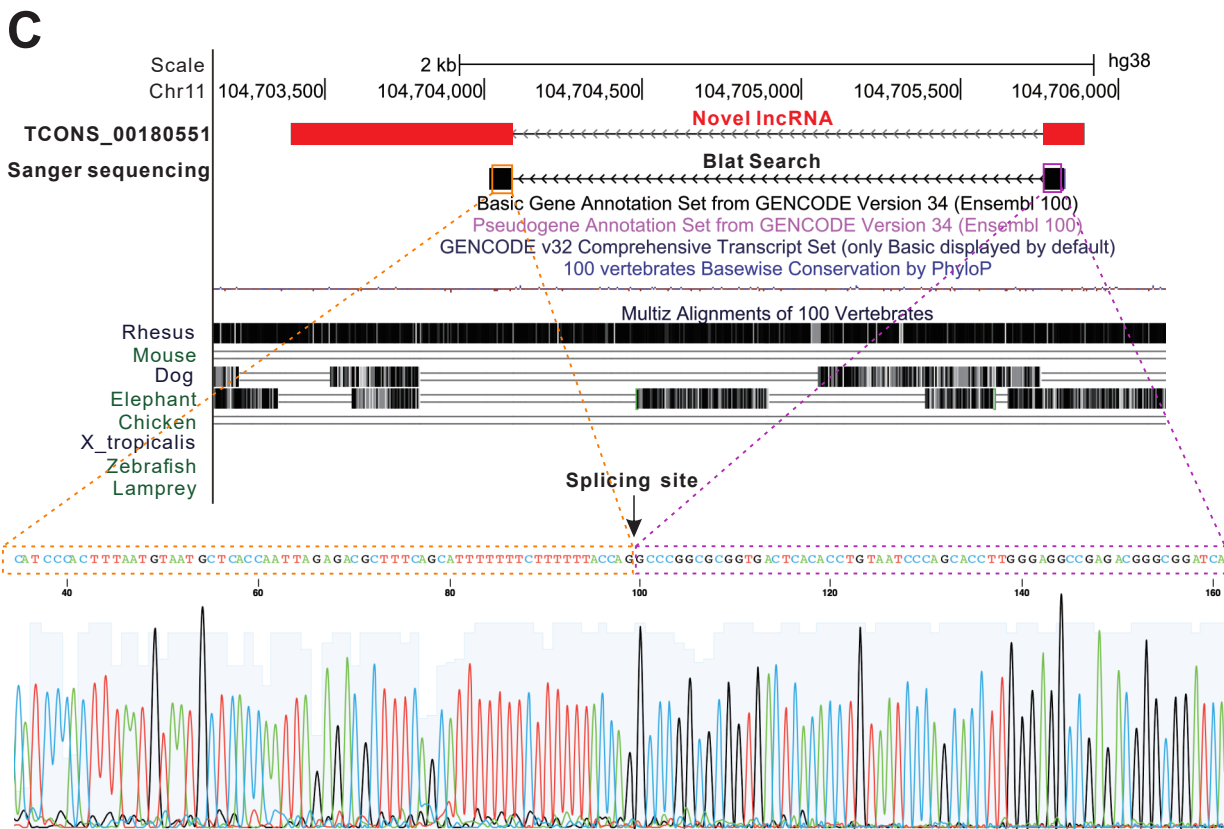 C
Scale 2 kb hg38
Chr11 104,703,500 104,704,000 104,704,500 104,705,000 104,705,500 104,706,000
Novel lncRNA
TCONS_00180551
Blat Search
Sanger sequencing
Basic Gene Annotation Set from GENCODE Version 34 (Ensembl 100)
Pseudogene Annotation Set from GENCODE Version 34 (Ensembl 100)
GENCODE v32 Comprehensive Transcript Set (only Basic displayed by default)
100 vertebrates Basewise Conservation by PhyloP
Multiz Alignments of 100 Vertebrates
Rhesus
Mouse
Dog
Elephant
Chicken
X_tropicalis
Zebrafish
Lamprey
Splicing site
CATCCCACTTTAATGTAATGCTCACCAATTAGAGACGCTTTCAGCATTTTTTTCTTTTTTACCAGGCCCGGCGCGGTGACTCACACCTGTAATCCCAGCACCTTGGGAGGCCGAGACGGGCGGATCA
40 60 80 100 120 140 160